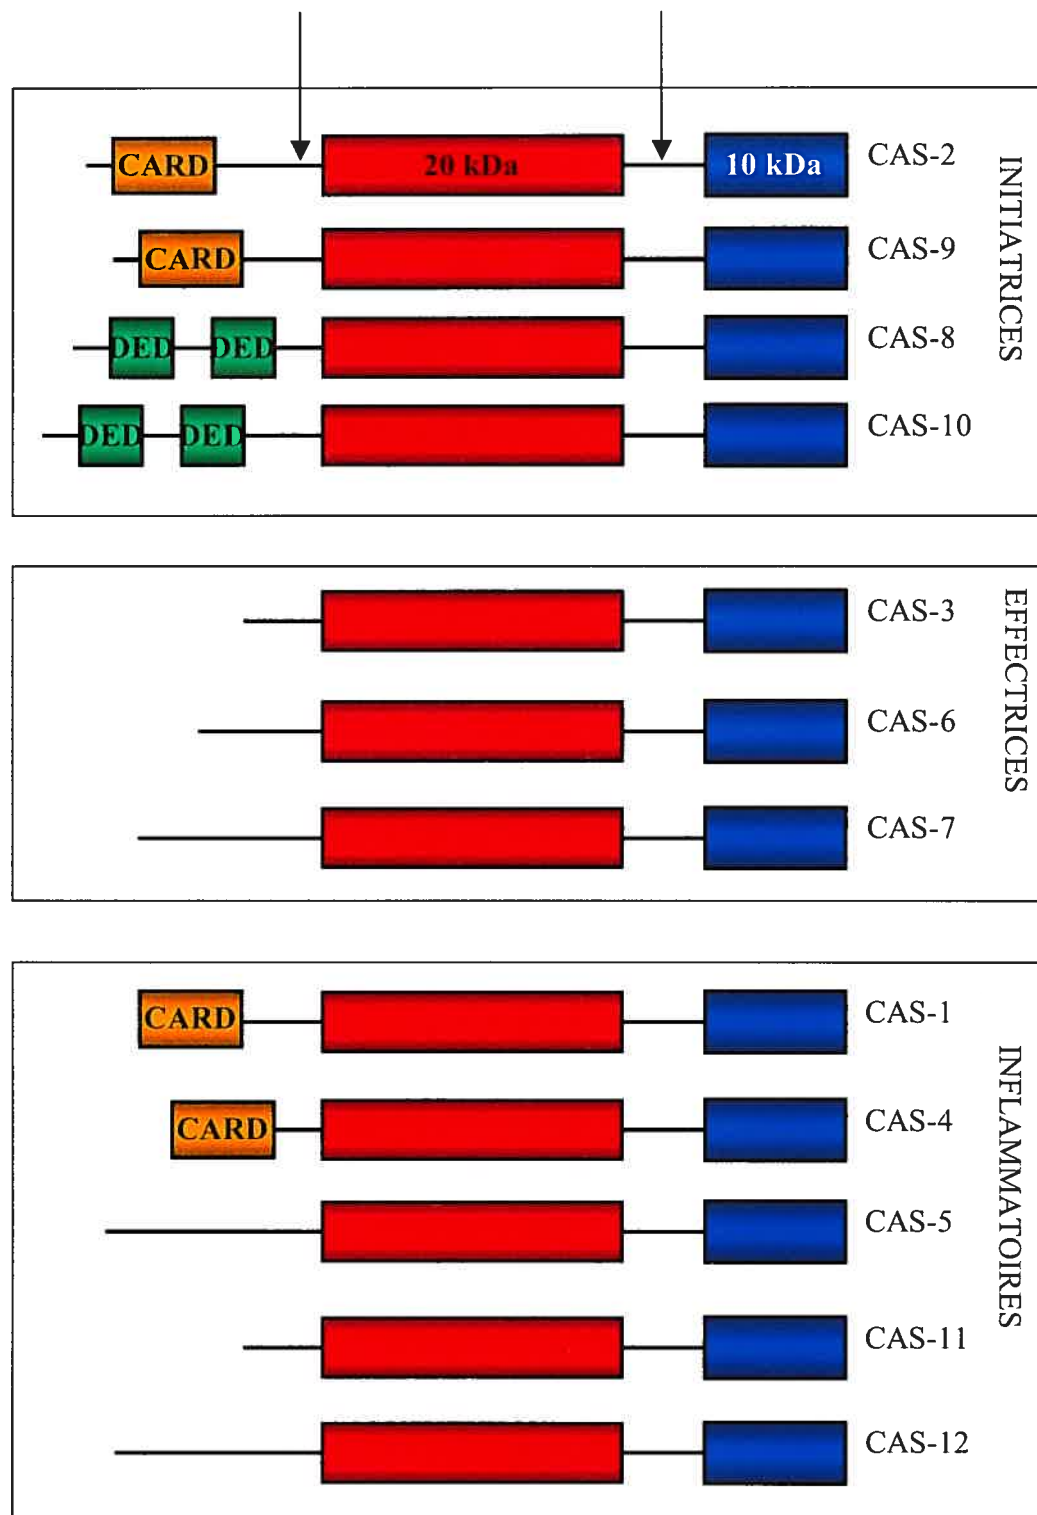 CARD 20 kDa 10 kDa CAS-2
CARD CAS-9
DED DED CAS-8
DED DED CAS-10
INITIATRICES
CAS-3
CAS-6
CAS-7
EFFECTRICES
CARD CAS-1
CARD CAS-4
CAS-5
CAS-11
CAS-12
INFLAMMATOIRES